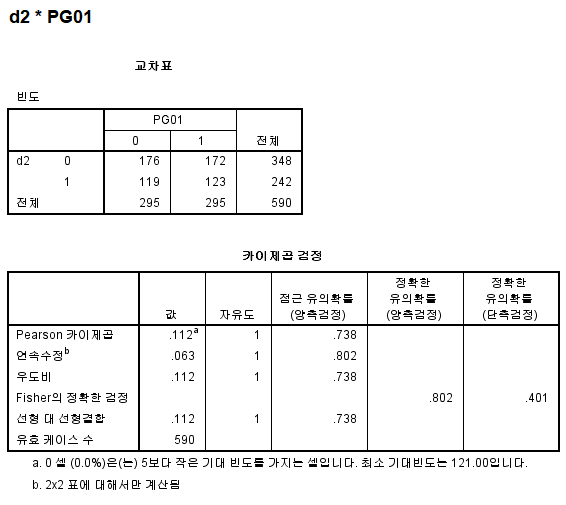 d2 * PG01
교차표
빈도
PG01
0 1 전체
d2 0 176 172 348
1 119 123 242
전체 295 295 590
카이제곱 검정
값 자유도 점근 유의확률 (양측검정) 정확한 유의확률 (양측검정) 정확한 유의확률 (단측검정)
Pearson 카이제곱 .112a 1 .738
연속수정b .063 1 .802
우도비 .112 1 .738
Fisher의 정확한 검정 .802 .401
선형 대 선형결합 .112 1 .738
유효 케이스 수 590
a. 0 셀 (0.0%)은(는) 5보다 작은 기대 빈도를 가지는 셀입니다. 최소 기대빈도는 121.00입니다.
b. 2x2 표에 대해서만 계산됨